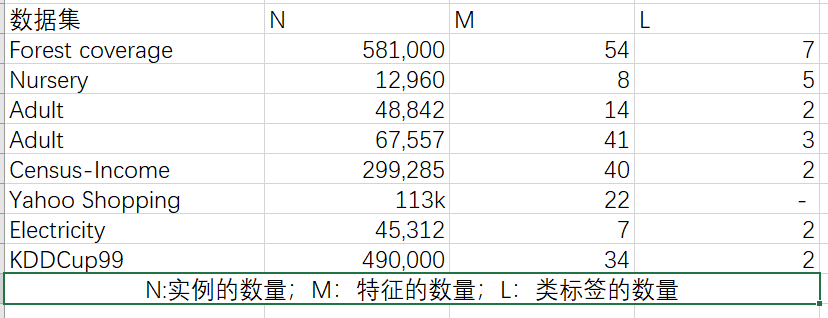 数据集 N M L
Forest coverage 581,000 54 7
Nursery 12,960 8 5
Adult 48,842 14 2
Adult 67,557 41 3
Census-Income 299,285 40 2
Yahoo Shopping 113k 22 -
Electricity 45,312 7 2
KDDCup99 490,000 34 2
N:实例的数量；M：特征的数量；L：类标签的数量